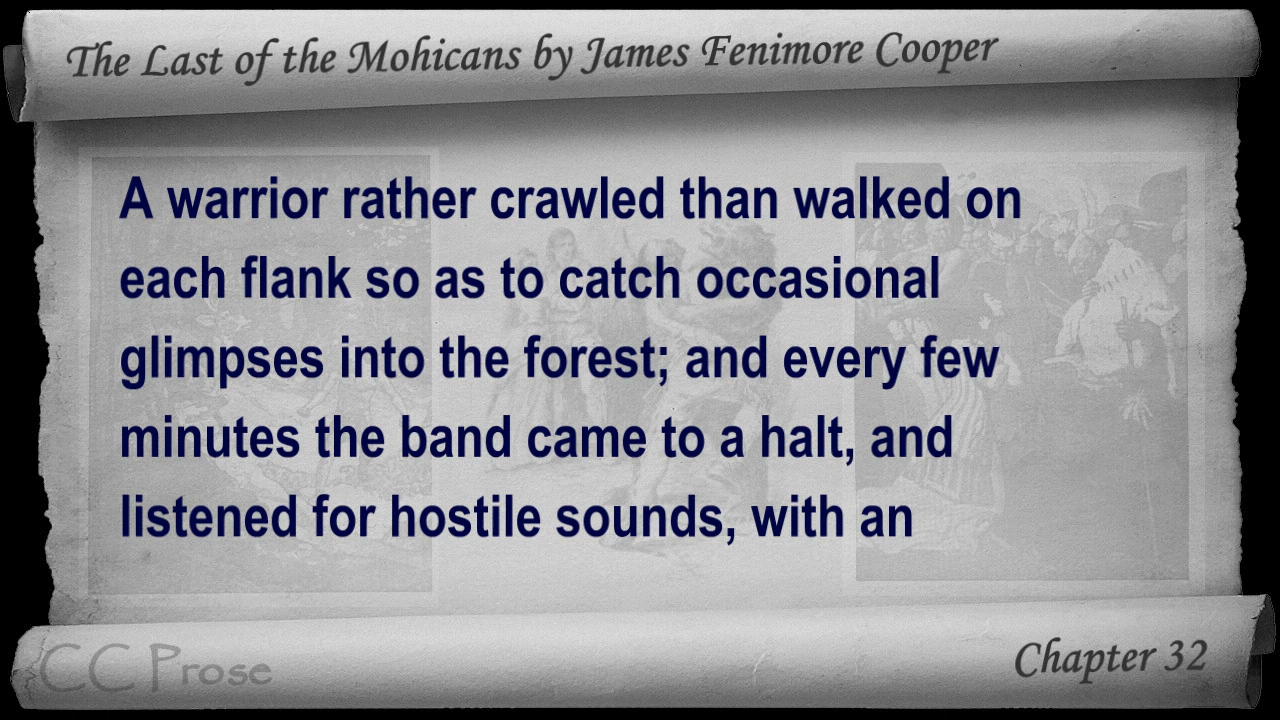 The Last of the Mohicans by James Fenimore Cooper
A warrior rather crawled than walked on
each flank so as to catch occasional
glimpses into the forest; and every few
minutes the band came to a halt, and
listened for hostile sounds, with an
CC Prose
Chapter 32